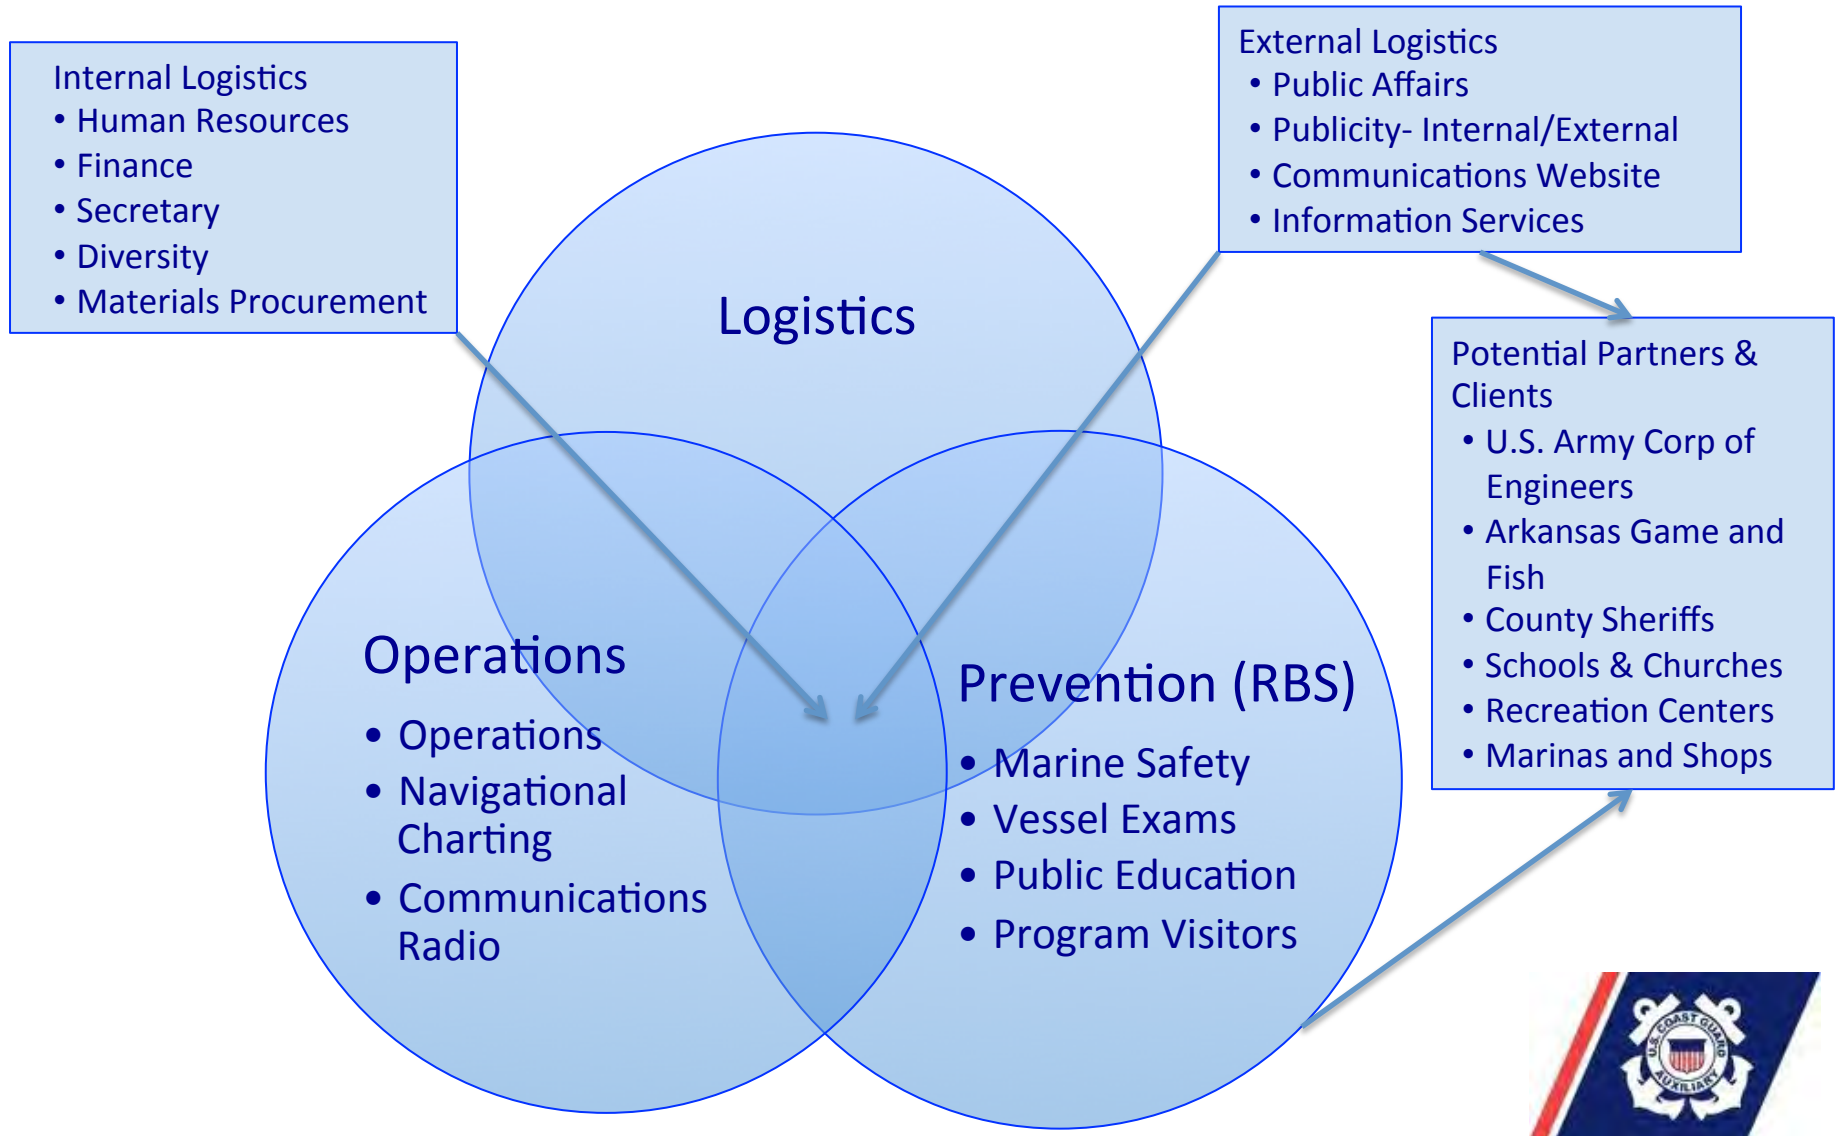 Internal Logistics
• Human Resources
• Finance
• Secretary
• Diversity
• Materials Procurement
External Logistics
• Public Affairs
• Publicity- Internal/External
• Communications Website
• Information Services
Logistics
Potential Partners &
Clients
• U.S. Army Corp of
Engineers
• Arkansas Game and
Fish
• County Sheriffs
• Schools & Churches
• Recreation Centers
• Marinas and Shops
Operations
• Operations
• Navigational
Charting
• Communications
Radio
Prevention (RBS)
• Marine Safety
• Vessel Exams
• Public Education
• Program Visitors
U.S. COAST GUARD
AUXILIARY